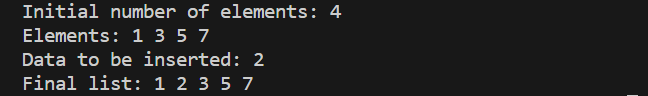 Initial number of elements: 4
Elements: 1 3 5 7
Data to be inserted: 2
Final list: 1 2 3 5 7